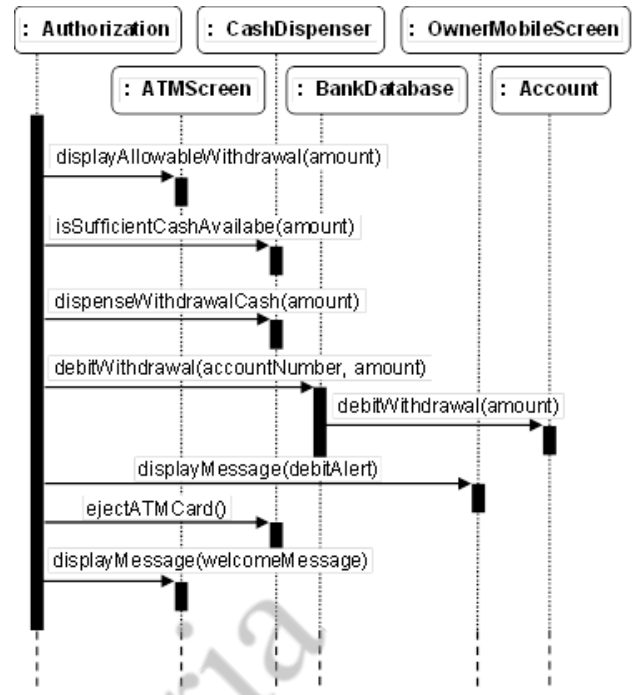 : Authorization
: CashDispenser
: OwnerMobileScreen
: ATMScreen
: BankDatabase
: Account
displayAllowableWithdrawal(amount)
isSufficientCashAvailabe(amount)
dispenseWithdrawalCash(amount)
debitWithdrawal(accountNumber, amount)
debitWithdrawal(amount)
displayMessage(debitAlert)
ejectATMCard()
displayMessage(welcomeMessage)
ria